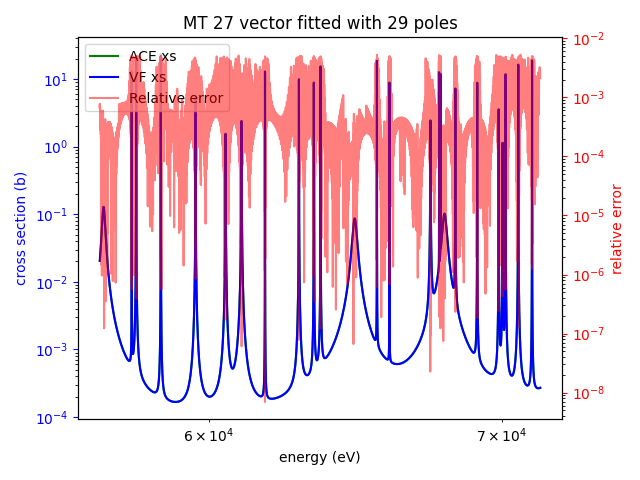 MT 27 vector fitted with 29 poles
ACE xs
VF xs
Relative error
10¹
10⁰
10⁻¹
10⁻²
10⁻³
10⁻⁴
cross section (b)
10⁻²
10⁻³
10⁻⁴
10⁻⁵
10⁻⁶
10⁻⁷
10⁻⁸
relative error
6 × 10⁴
7 × 10⁴
energy (eV)